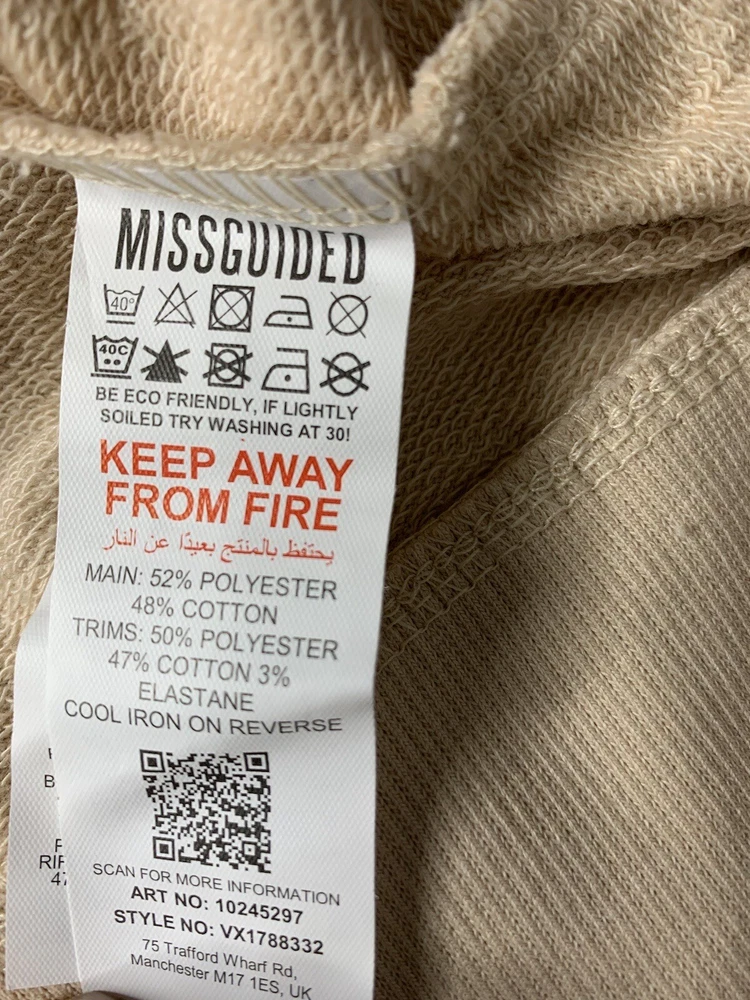 MISSGUIDED
40°
40C
BE ECO FRIENDLY, IF LIGHTLY
SOILED TRY WASHING AT 30!
KEEP AWAY
FROM FIRE
يحتفظ بالمنتج بعيدًا عن النار
MAIN: 52% POLYESTER
48% COTTON
TRIMS: 50% POLYESTER
47% COTTON 3%
ELASTANE
COOL IRON ON REVERSE
SCAN FOR MORE INFORMATION
ART NO: 10245297
STYLE NO: VX1788332
75 Trafford Wharf Rd,
Manchester M17 1ES, UK